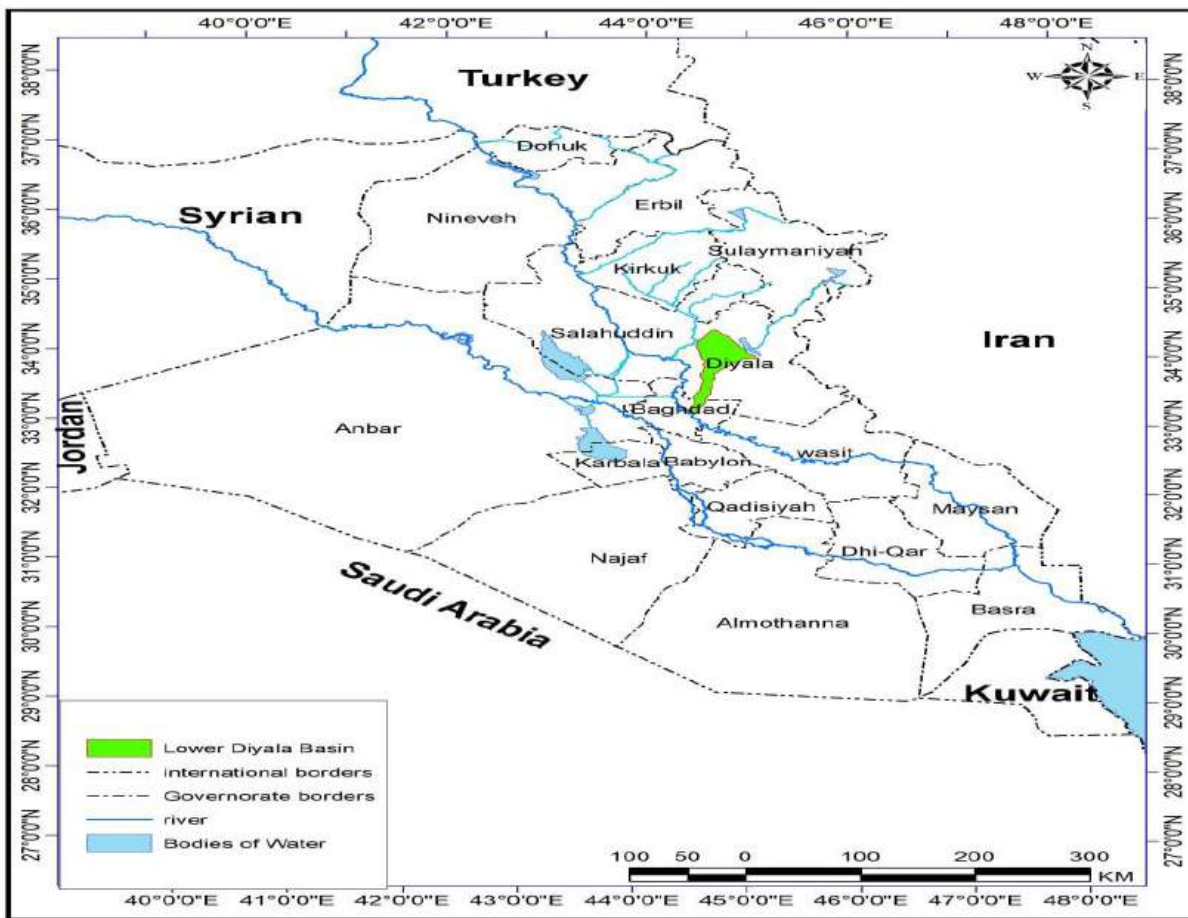 40°0'0"E 42°0'0"E 44°0'0"E 46°0'0"E 48°0'0"E
38°0'0"N
37°0'0"N
36°0'0"N
35°0'0"N
34°0'0"N
33°0'0"N
32°0'0"N
31°0'0"N
30°0'0"N
29°0'0"N
28°0'0"N
27°0'0"N
N
W E
S
Turkey
Dohuk
Syrian
Nineveh
Erbil
Sulaymaniyah
Kirkuk
Salahuddin
Iran
Diyala
Jordan
Anbar
Baghdad
Karbala
Babylon
wasit
Qadisiyah
Maysan
Najaf
Dhi-Qar
Saudi Arabia
Almothanna
Basra
Kuwait
38°0'0"N
37°0'0"N
36°0'0"N
35°0'0"N
34°0'0"N
33°0'0"N
32°0'0"N
31°0'0"N
30°0'0"N
29°0'0"N
28°0'0"N
27°0'0"N
Lower Diyala Basin
international borders
Governorate borders
river
Bodies of Water
100 50 0 100 200 300
KM
40°0'0"E 41°0'0"E 42°0'0"E 43°0'0"E 44°0'0"E 45°0'0"E 46°0'0"E 47°0'0"E 48°0'0"E